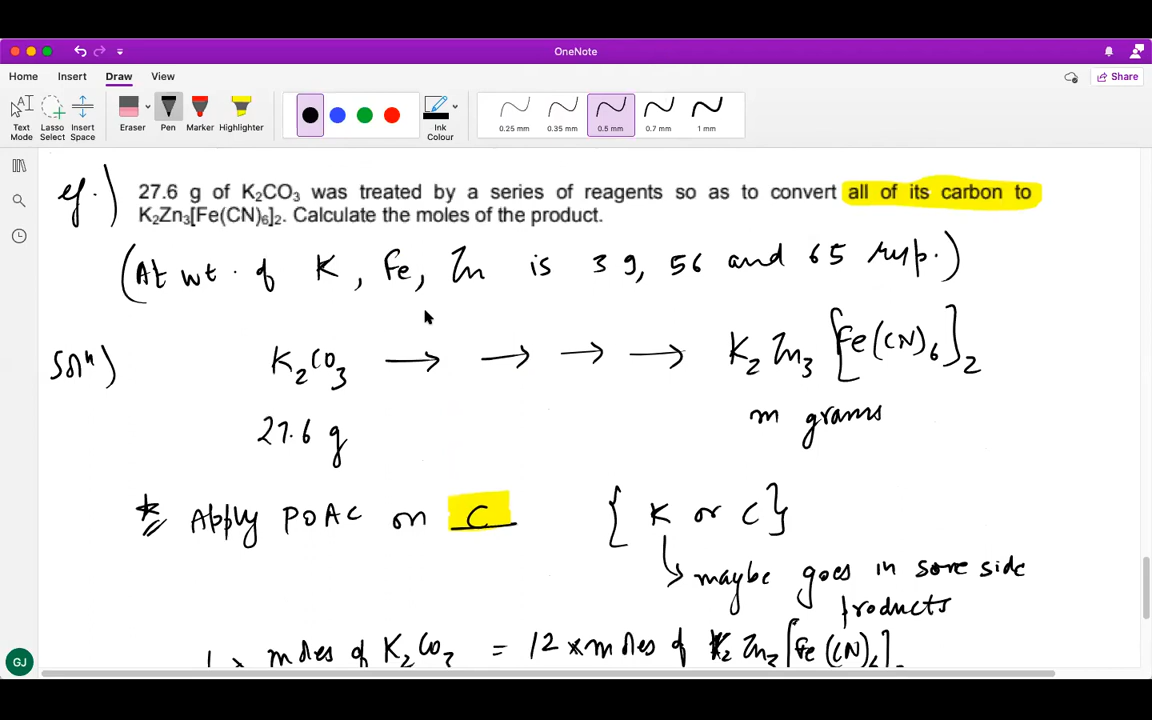 OneNote
Home Insert Draw View
Share
Text Mode
Lasso Select
Insert Space
Eraser
Pen
Marker
Highlighter
Ink Colour
0.25 mm
0.35 mm
0.5 mm
0.7 mm
1 mm
eg.) 27.6 g of K₂CO₃ was treated by a series of reagents so as to convert all of its carbon to
K₂Zn₃[Fe(CN)₆]₂. Calculate the moles of the product.
(At wt. of K, Fe, Zn is 39, 56 and 65 resp.)
Solⁿ) K₂CO₃ → → → → K₂Zn₃[Fe(CN)₆]₂
27.6 g m grams
* Apply POAC on C { K or C }
↳ maybe goes in some side
products
1 × moles of K₂CO₃ = 12 × moles of K₂Zn₃[Fe(CN)₆]₂
GJ